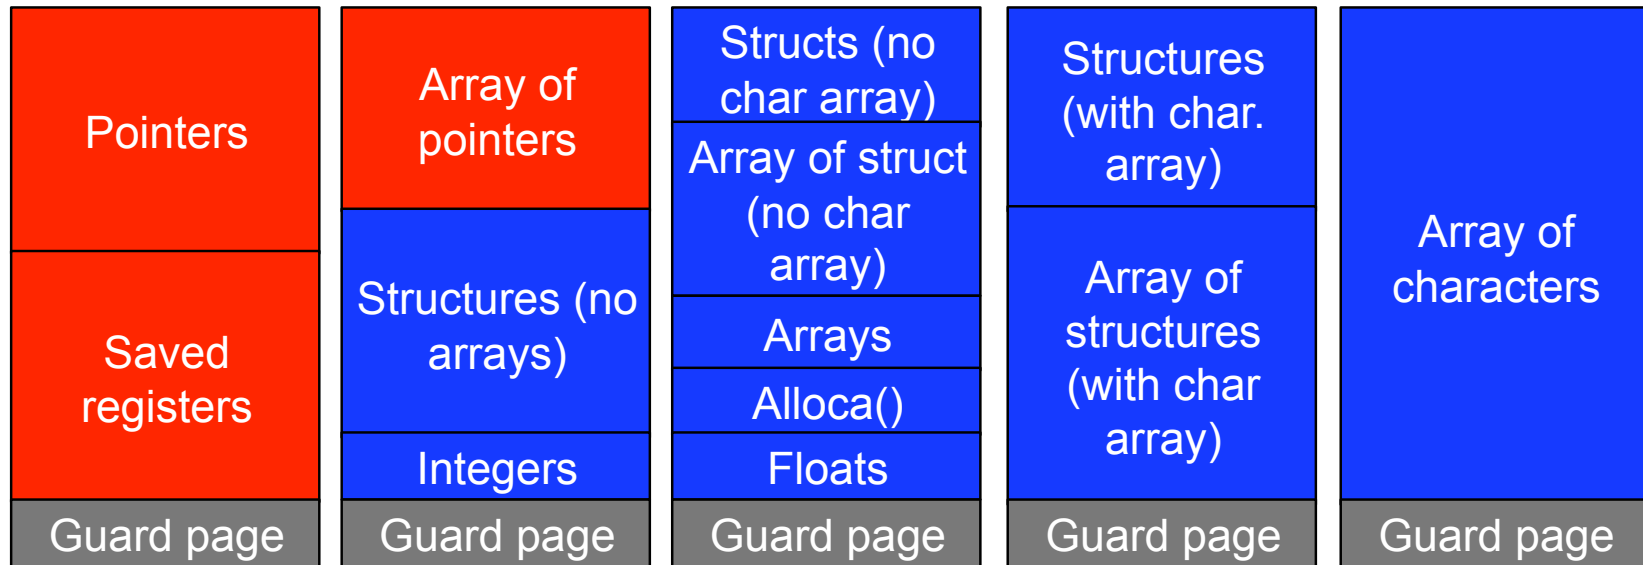 Pointers
Saved
registers
Guard page
Array of
pointers
Structures (no
arrays)
Integers
Guard page
Structs (no
char array)
Array of struct
(no char
array)
Arrays
Alloca()
Floats
Guard page
Structures
(with char.
array)
Array of
structures
(with char
array)
Guard page
Array of
characters
Guard page